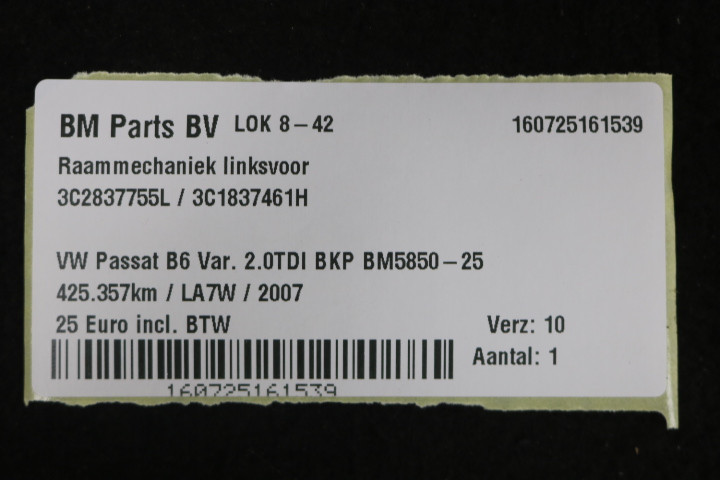 BM Parts BV LOK 8-42 160725161539
Raammechaniek linksvoor
3C2837755L / 3C1837461H
VW Passat B6 Var. 2.0TDI BKP BM5850-25
425.357km / LA7W / 2007
25 Euro incl. BTW Verz: 10
Aantal: 1
160725161539